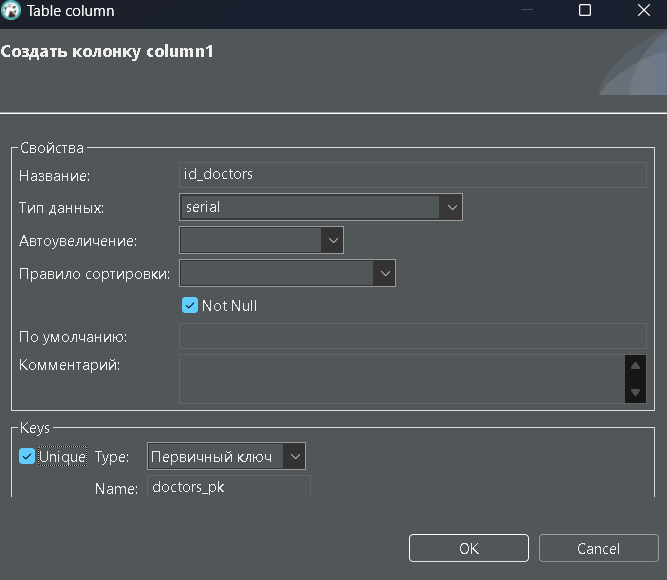 Table column
Создать колонку column1
Свойства
Название: id_doctors
Тип данных: serial
Автоувеличение:
Правило сортировки:
Not Null
По умолчанию:
Комментарий:
Keys
Unique Type: Первичный ключ
Name: doctors_pk
OK Cancel